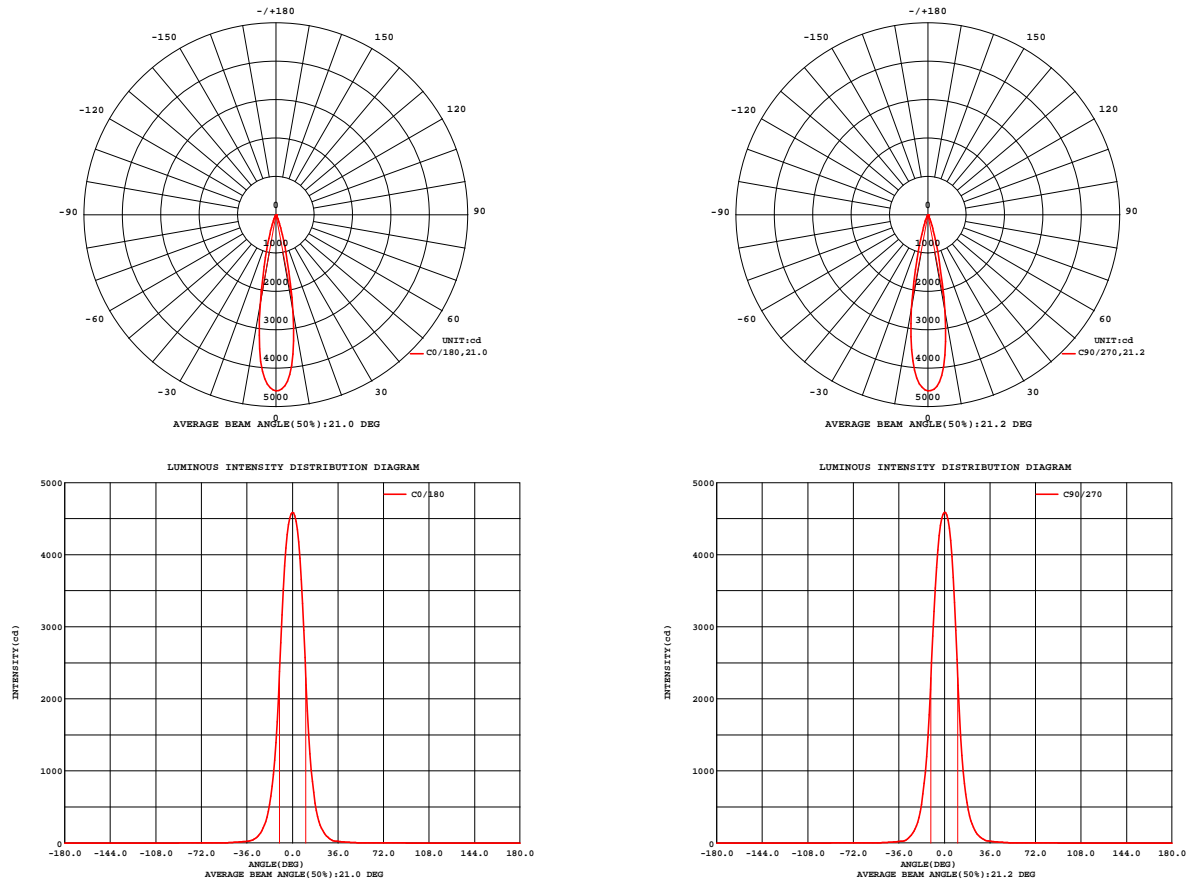 -/+180
-150 150
-120 120
-90 90
-60 60
-30 30
0
1000
2000
3000
4000
5000
0
UNIT:cd
C0/180,21.0
AVERAGE BEAM ANGLE(50%):21.0 DEG
-/+180
-150 150
-120 120
-90 90
-60 60
-30 30
0
1000
2000
3000
4000
5000
0
UNIT:cd
C90/270,21.2
AVERAGE BEAM ANGLE(50%):21.2 DEG
LUMINOUS INTENSITY DISTRIBUTION DIAGRAM
C0/180
INTENSITY(cd)
5000
4000
3000
2000
1000
0
-180.0 -144.0 -108.0 -72.0 -36.0 0.0 36.0 72.0 108.0 144.0 180.0
ANGLE(DEG)
AVERAGE BEAM ANGLE(50%):21.0 DEG
LUMINOUS INTENSITY DISTRIBUTION DIAGRAM
C90/270
INTENSITY(cd)
5000
4000
3000
2000
1000
0
-180.0 -144.0 -108.0 -72.0 -36.0 0.0 36.0 72.0 108.0 144.0 180.0
ANGLE(DEG)
AVERAGE BEAM ANGLE(50%):21.2 DEG